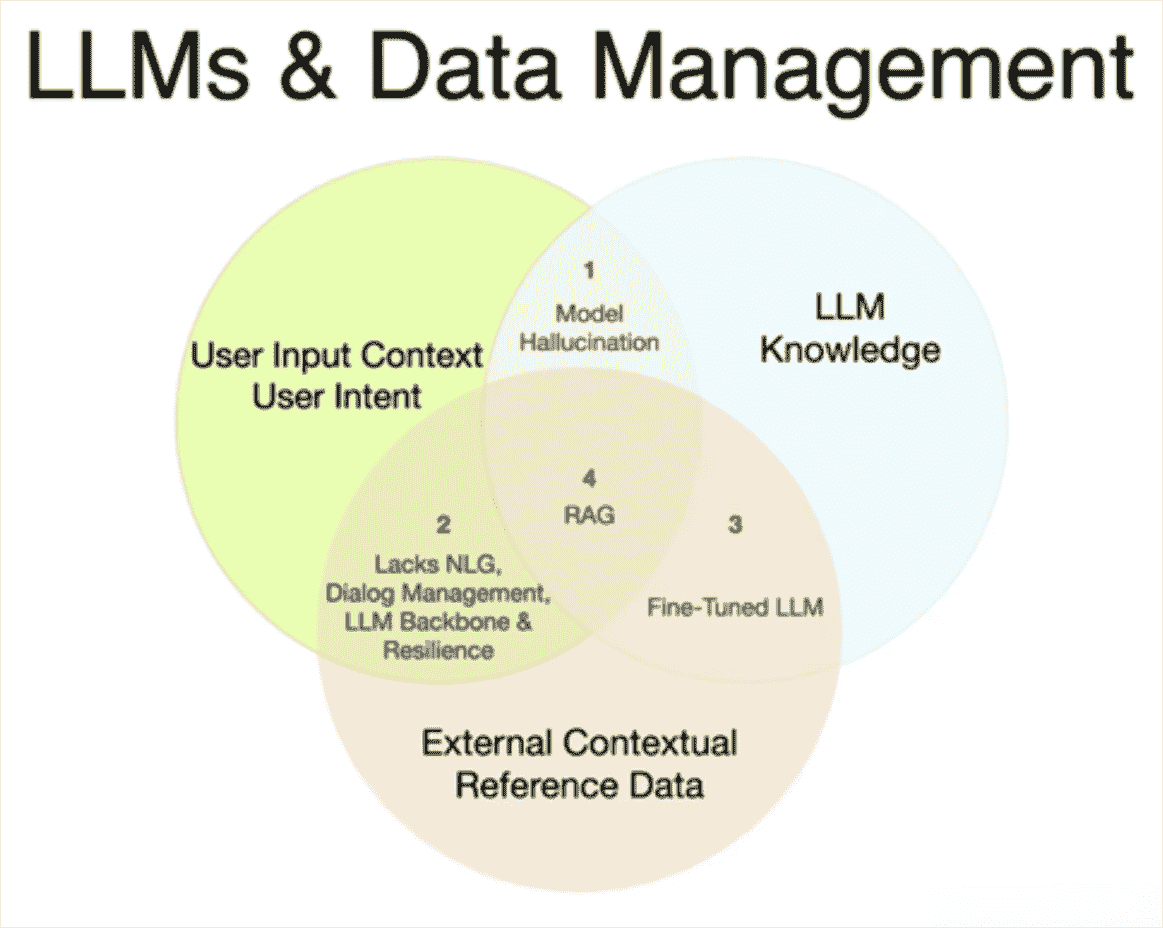 LLMs & Data Management
1
Model
Hallucination
LLM
Knowledge
User Input Context
User Intent
4
RAG
2
Lacks NLG,
Dialog Management,
LLM Backbone &
Resilience
3
Fine-Tuned LLM
External Contextual
Reference Data